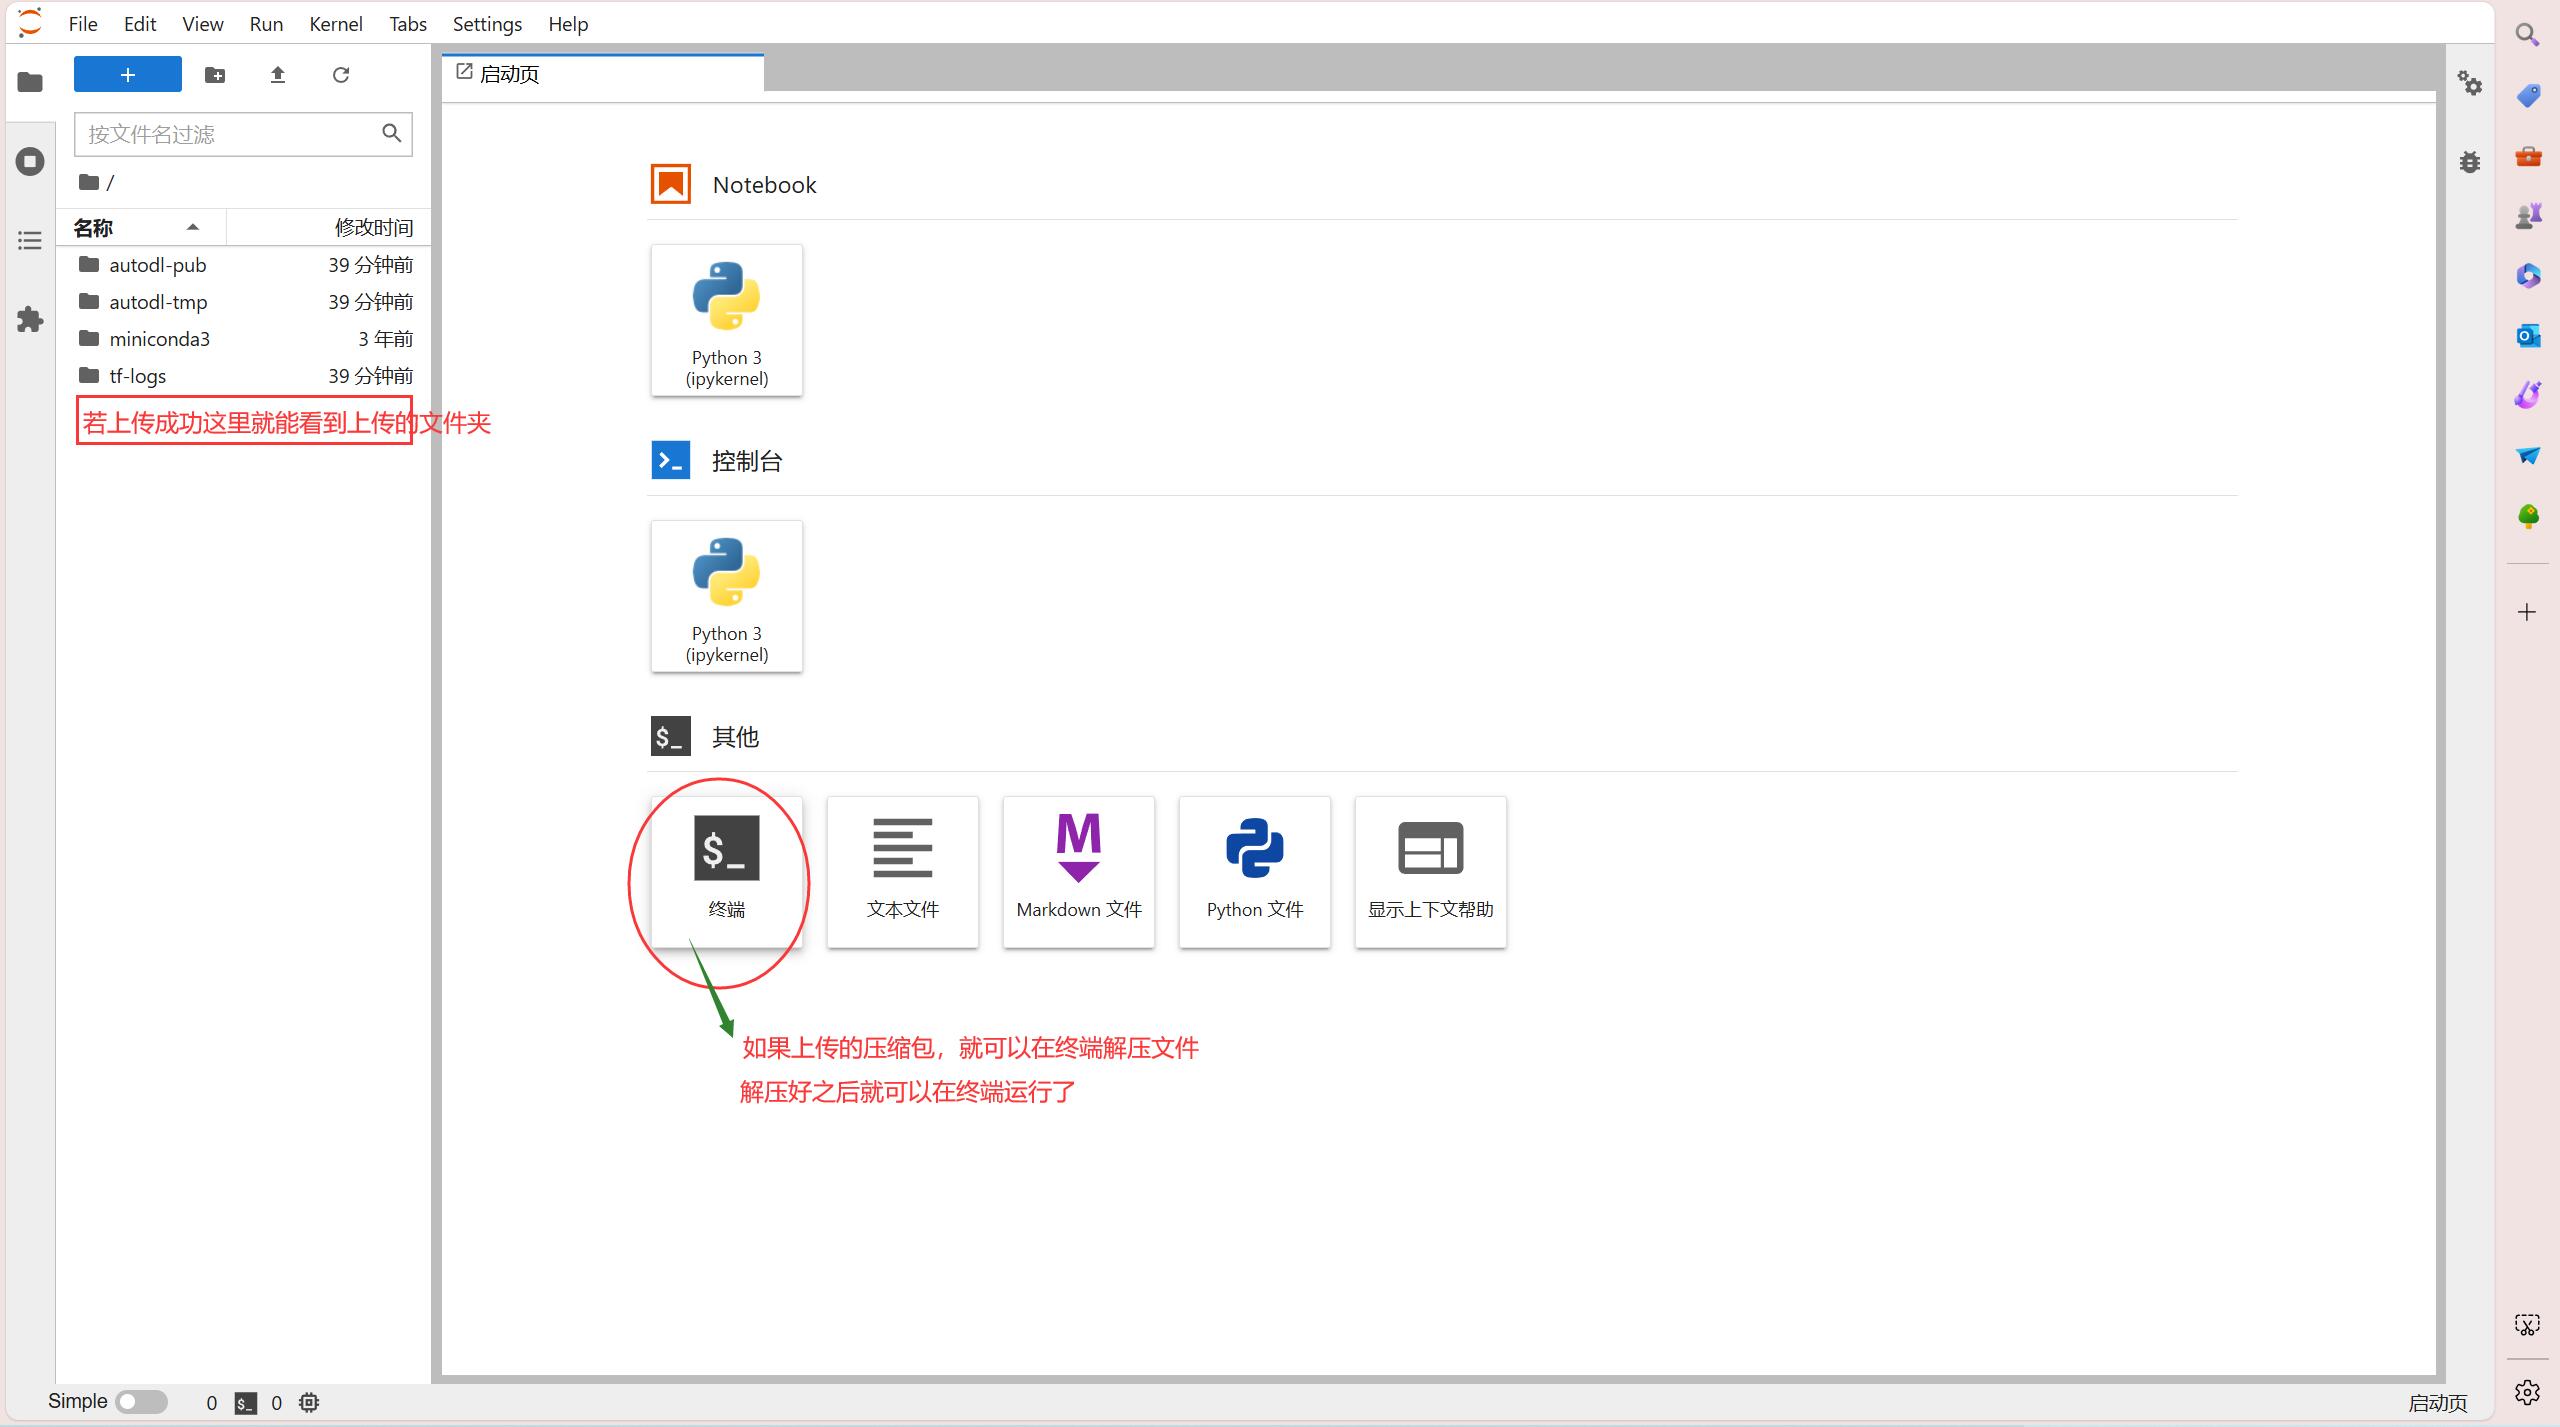 File Edit View Run Kernel Tabs Settings Help
+
启动页
按文件名过滤
/
名称 修改时间
autodl-pub 39 分钟前
autodl-tmp 39 分钟前
miniconda3 3 年前
tf-logs 39 分钟前
若上传成功这里就能看到上传的文件夹
Notebook
Python 3
(ipykernel)
控制台
Python 3
(ipykernel)
$_ 其他
$_
终端
文本文件
M
Markdown 文件
Python 文件
显示上下文帮助
如果上传的压缩包，就可以在终端解压文件
解压好之后就可以在终端运行了
Simple 0 $_ 0
启动页